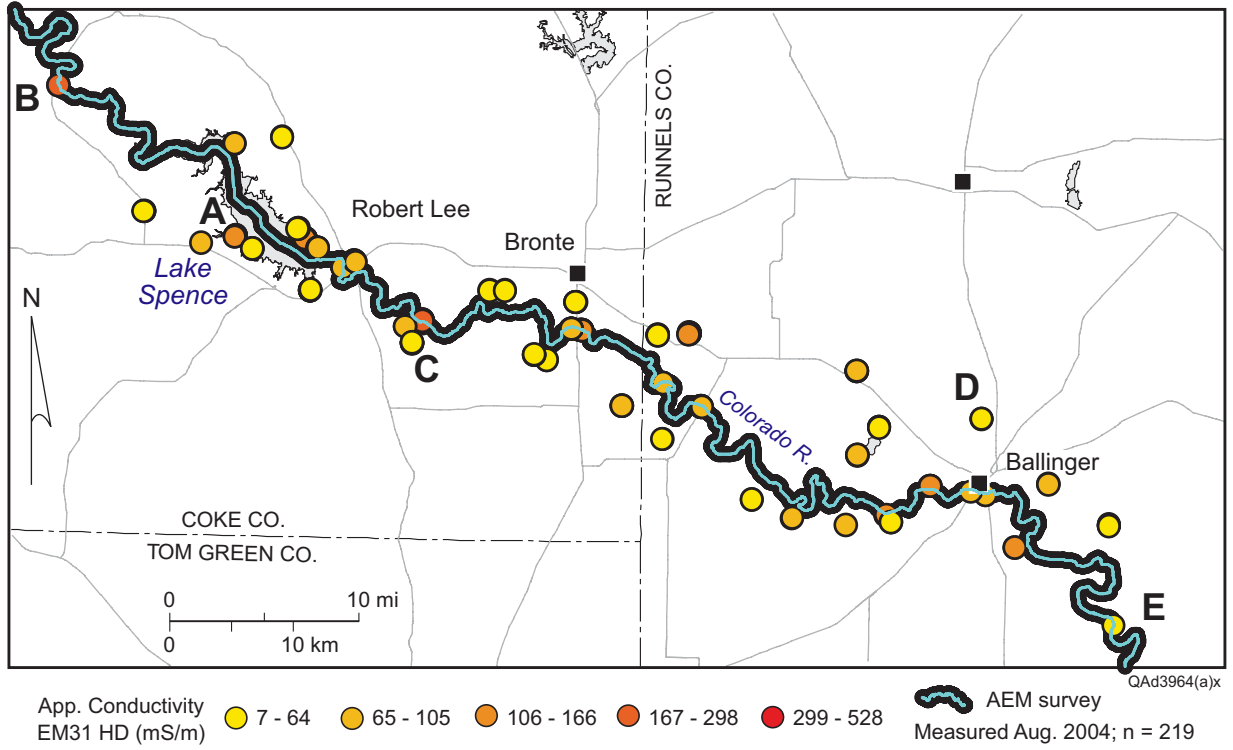 B
RUNNELS CO.
A
Robert Lee
Bronte
Lake
Spence
N
C
D
Colorado R.
Ballinger
COKE CO.
TOM GREEN CO.
0 10 mi
0 10 km
E
QAd3964(a)x
App. Conductivity
EM31 HD (mS/m)
7 - 64
65 - 105
106 - 166
167 - 298
299 - 528
AEM survey
Measured Aug. 2004; n = 219